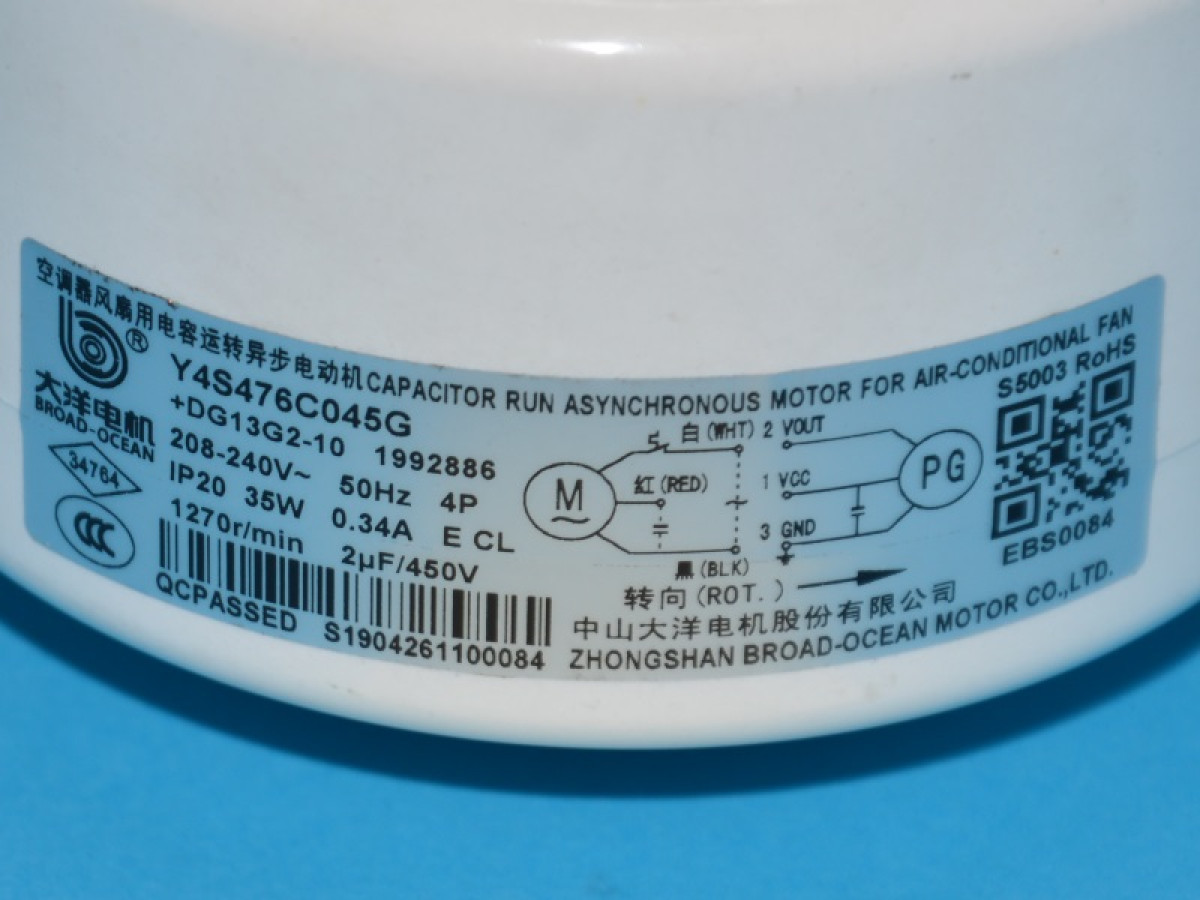 空调器风扇用电容运转异步电动机CAPACITOR RUN ASYNCHRONOUS MOTOR FOR AIR-CONDITIONAL FAN
®
大洋电机
BROAD-OCEAN
34764
CCC
Y4S476C045G
+DG13G2-10 1992886
208-240V~ 50Hz 4P
IP20 35W 0.34A E CL
1270r/min 2μF/450V
QCPASSED S1904261100084
M
~
白(WHT)
紅(RED)
黑(BLK)
2 VOUT
1 VCC
3 GND
PG
转向(ROT.)
S5003 RoHS
EBS0084
中山大洋电机股份有限公司
ZHONGSHAN BROAD-OCEAN MOTOR CO.,LTD.